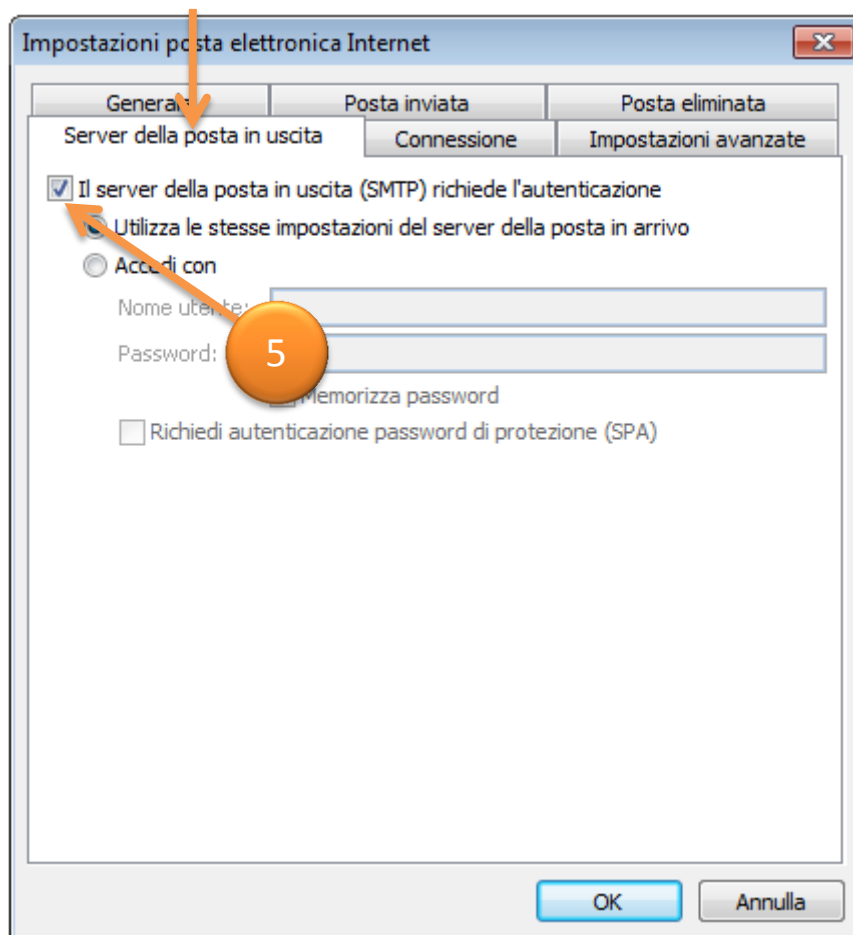 Impostazioni posta elettronica Internet
Generale Posta inviata Posta eliminata
Server della posta in uscita Connessione Impostazioni avanzate
Il server della posta in uscita (SMTP) richiede l'autenticazione
Utilizza le stesse impostazioni del server della posta in arrivo
Accedi con
Nome utente:
Password:
5
Memorizza password
Richiedi autenticazione password di protezione (SPA)
OK Annulla